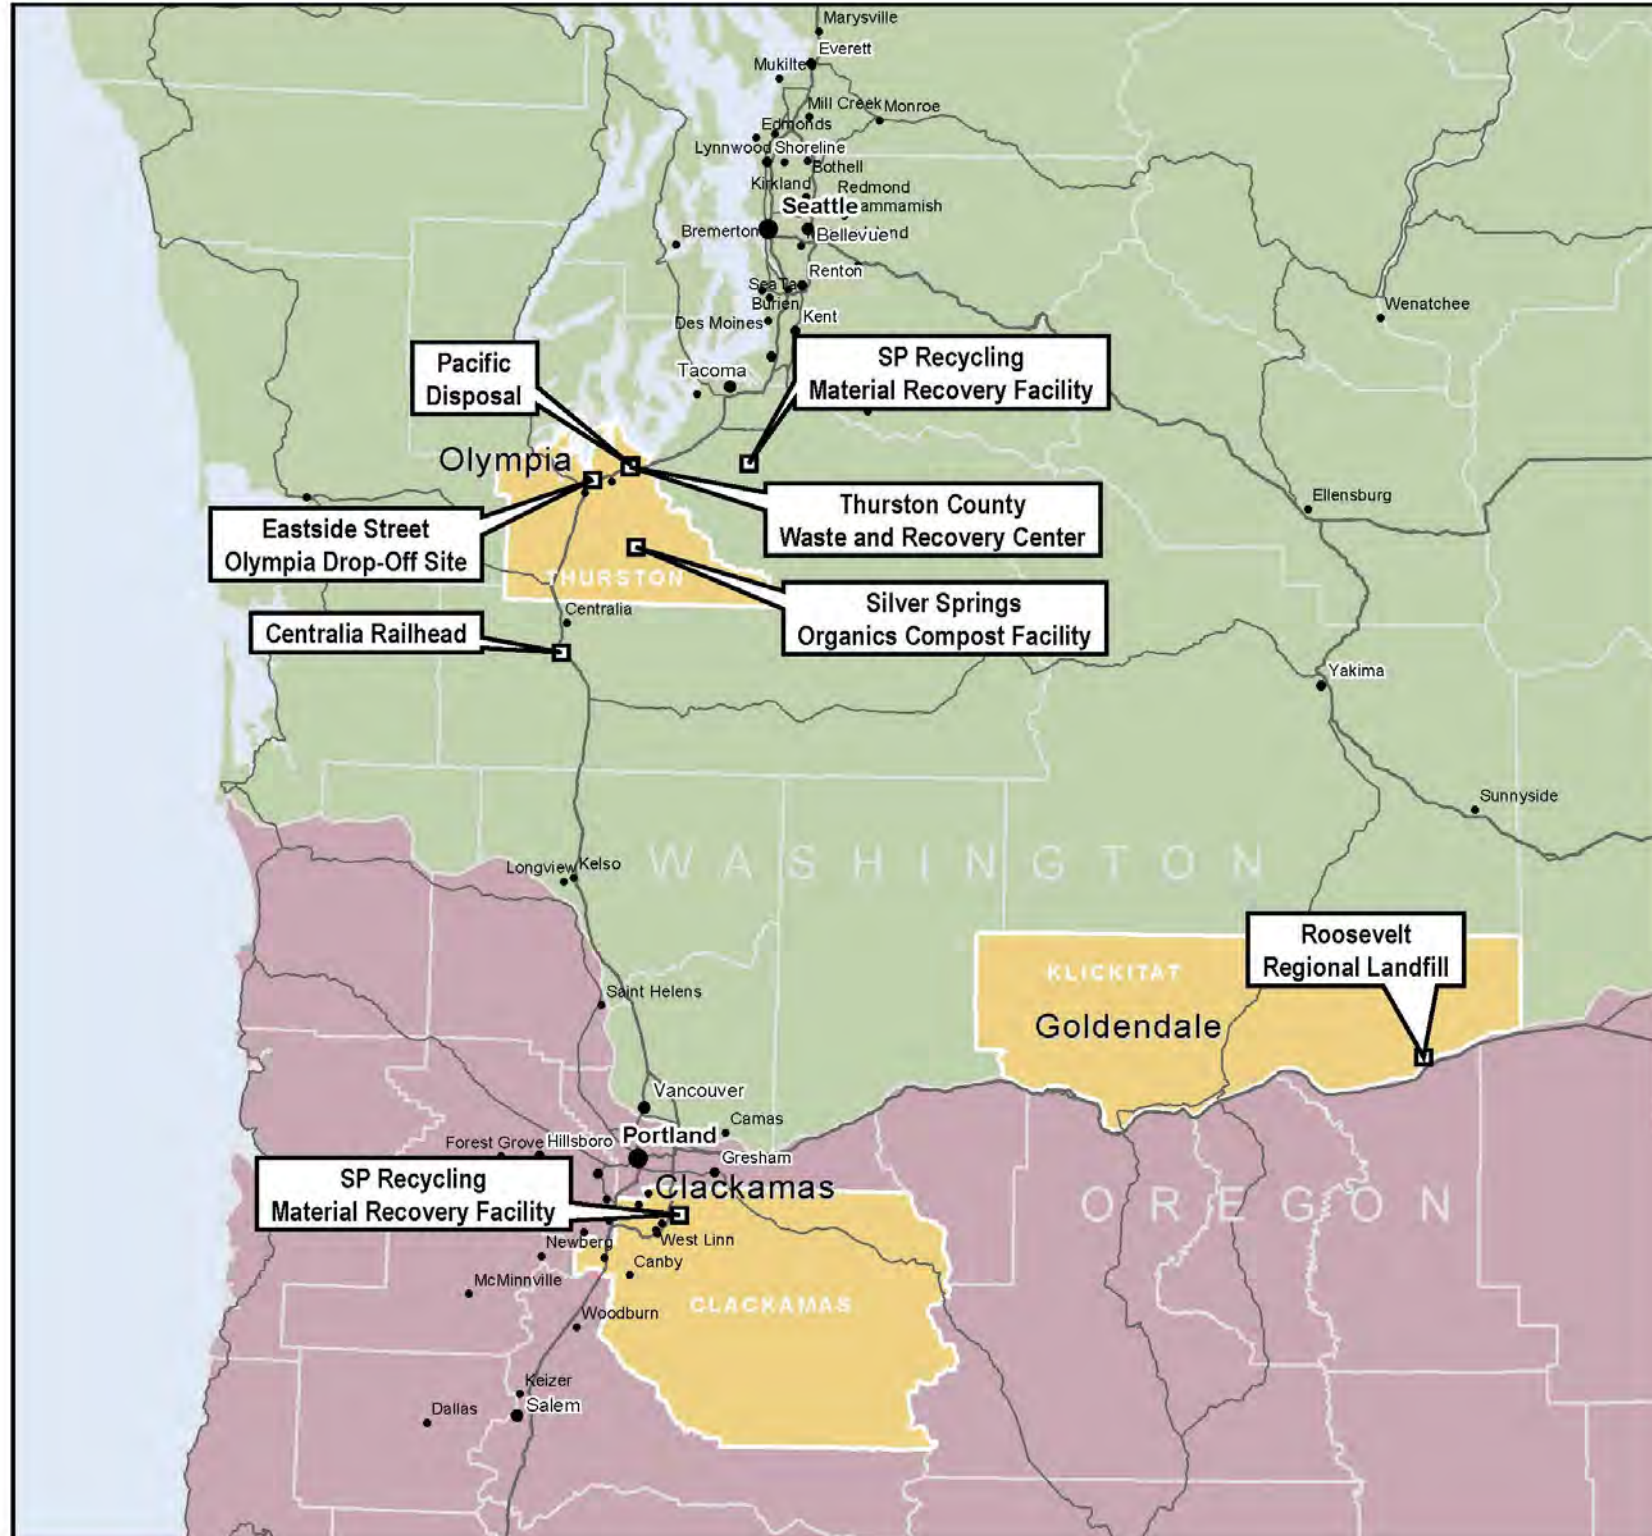 Marysville
Everett
Mukilte
Mill Creek
Monroe
Edmonds
Lynnwood
Shoreline
Bothell
Kirkland
Redmond
Seattle
ammamish
Bremerton
Bellevue
Renton
SeaTa
Burien
Des Moines
Kent
Wenatchee
Pacific
Disposal
SP Recycling
Material Recovery Facility
Tacoma
Olympia
Thurston County
Waste and Recovery Center
Ellensburg
Eastside Street
Olympia Drop-Off Site
THURSTON
Silver Springs
Organics Compost Facility
Centralia
Centralia Railhead
Yakima
Sunnyside
Longview
Kelso
WASHINGTON
Roosevelt
Regional Landfill
KLICKITAT
Goldendale
Saint Helens
Vancouver
Camas
Portland
Forest Grove
Hillsboro
Gresham
SP Recycling
Material Recovery Facility
Clackamas
OREGON
West Linn
Newberg
Canby
McMinnville
CLACKAMAS
Woodburn
Keizer
Salem
Dallas